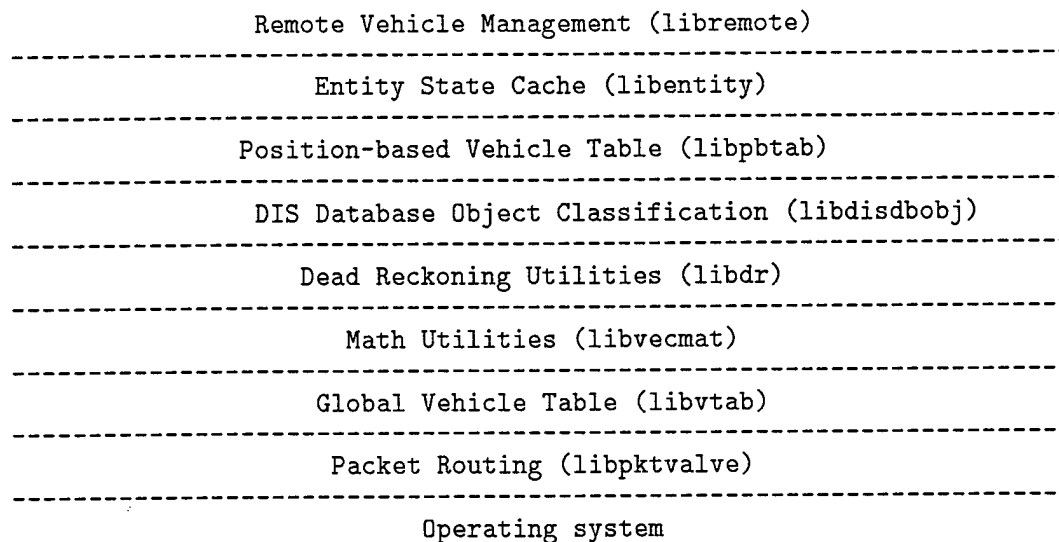 Remote Vehicle Management (libremote)
Entity State Cache (libentity)
Position-based Vehicle Table (libpbtab)
DIS Database Object Classification (libdisdbobj)
Dead Reckoning Utilities (libdr)
Math Utilities (libvecmat)
Global Vehicle Table (libvtab)
Packet Routing (libpktvalve)
Operating system